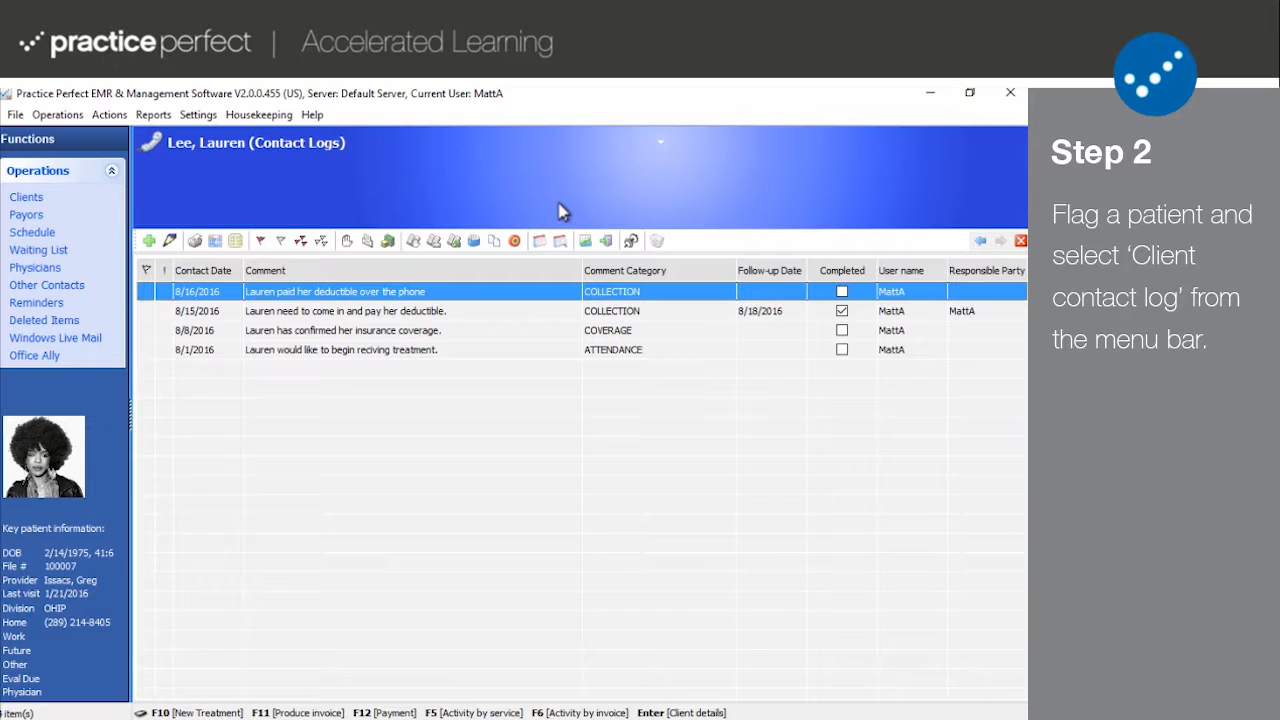 practiceperfect | Accelerated Learning
Practice Perfect EMR & Management Software V2.0.0.455 (US), Server: Default Server, Current User: MattA
File Operations Actions Reports Settings Housekeeping Help
Functions
Operations
Clients
Payors
Schedule
Waiting List
Physicians
Other Contacts
Reminders
Deleted Items
Windows Live Mail
Office Ally
Key patient information:
DOB 2/14/1975, 41:6
File # 100007
Provider Issacs, Greg
Last visit 1/21/2016
Division OHIP
Home (289) 214-8405
Work
Future
Other
Eval Due
Physician
item(s)
Lee, Lauren (Contact Logs)
! Contact Date Comment Comment Category Follow-up Date Completed User name Responsible Party
8/16/2016 Lauren paid her deductible over the phone COLLECTION MattA
8/15/2016 Lauren need to come in and pay her deductible. COLLECTION 8/18/2016 MattA MattA
8/8/2016 Lauren has confirmed her insurance coverage. COVERAGE MattA
8/1/2016 Lauren would like to begin reciving treatment. ATTENDANCE MattA
F10 [New Treatment] F11 [Produce invoice] F12 [Payment] F5 [Activity by service] F6 [Activity by invoice] Enter [Client details]
Step 2
Flag a patient and
select ‘Client
contact log’ from
the menu bar.